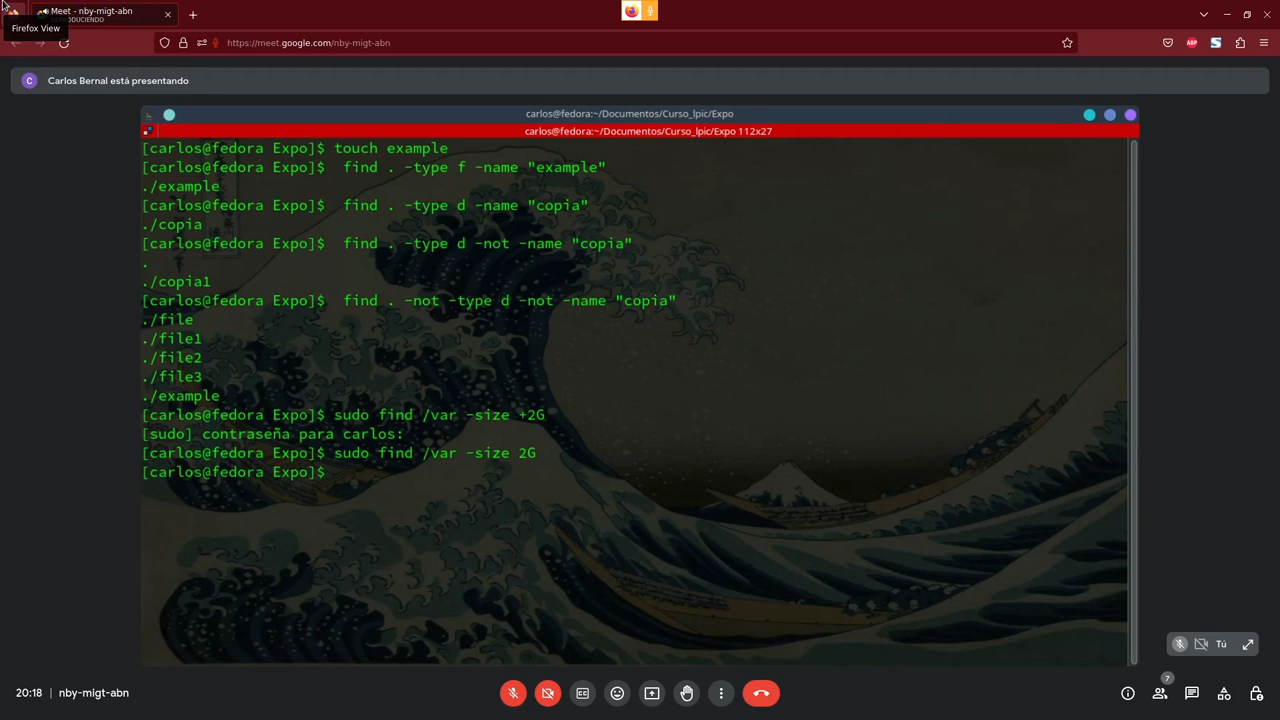 Meet - nby-migt-abn
Firefox View
https://meet.google.com/nby-migt-abn
ABP
S
C
Carlos Bernal está presentando
carlos@fedora:~/Documentos/Curso_lpic/Expo
carlos@fedora:~/Documentos/Curso_lpic/Expo 112x27
[carlos@fedora Expo]$ touch example
[carlos@fedora Expo]$  find . -type f -name "example"
./example
[carlos@fedora Expo]$  find . -type d -name "copia"
./copia
[carlos@fedora Expo]$  find . -type d -not -name "copia"
.
./copia1
[carlos@fedora Expo]$  find . -not -type d -not -name "copia"
./file
./file1
./file2
./file3
./example
[carlos@fedora Expo]$ sudo find /var -size +2G
[sudo] contraseña para carlos:
[carlos@fedora Expo]$ sudo find /var -size 2G
[carlos@fedora Expo]$
Tú
20:18 | nby-migt-abn
CC
7